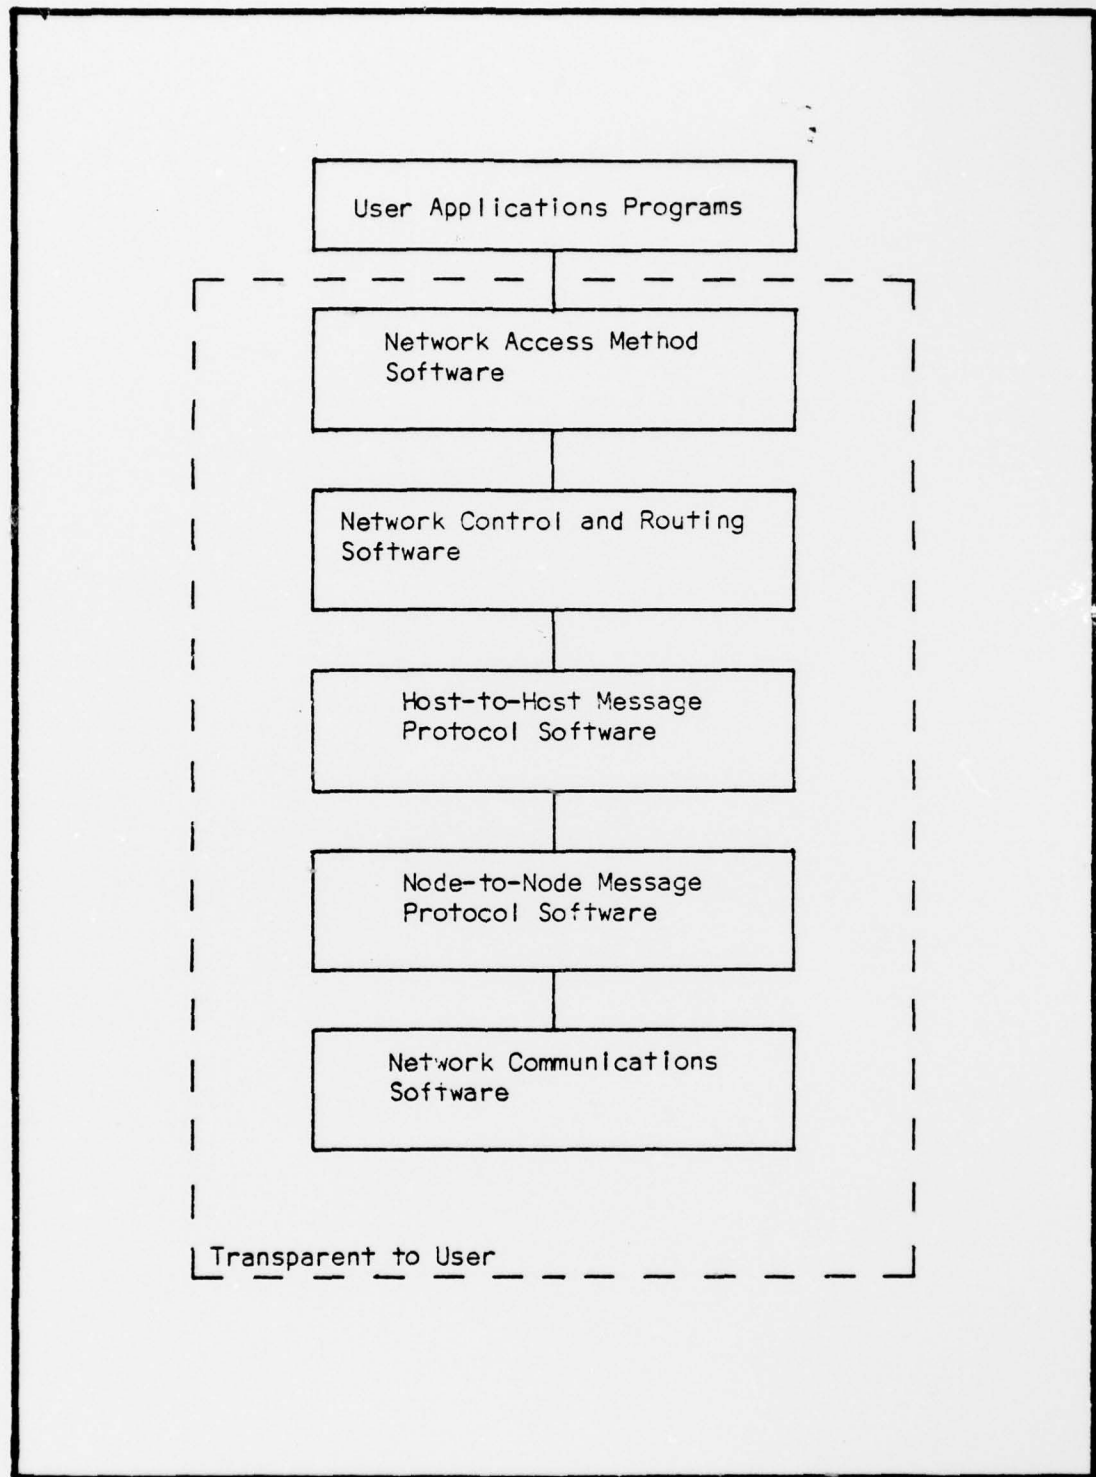 User Applications Programs
Network Access Method
Software
Network Control and Routing
Software
Host-to-Host Message
Protocol Software
Node-to-Node Message
Protocol Software
Network Communications
Software
Transparent to User